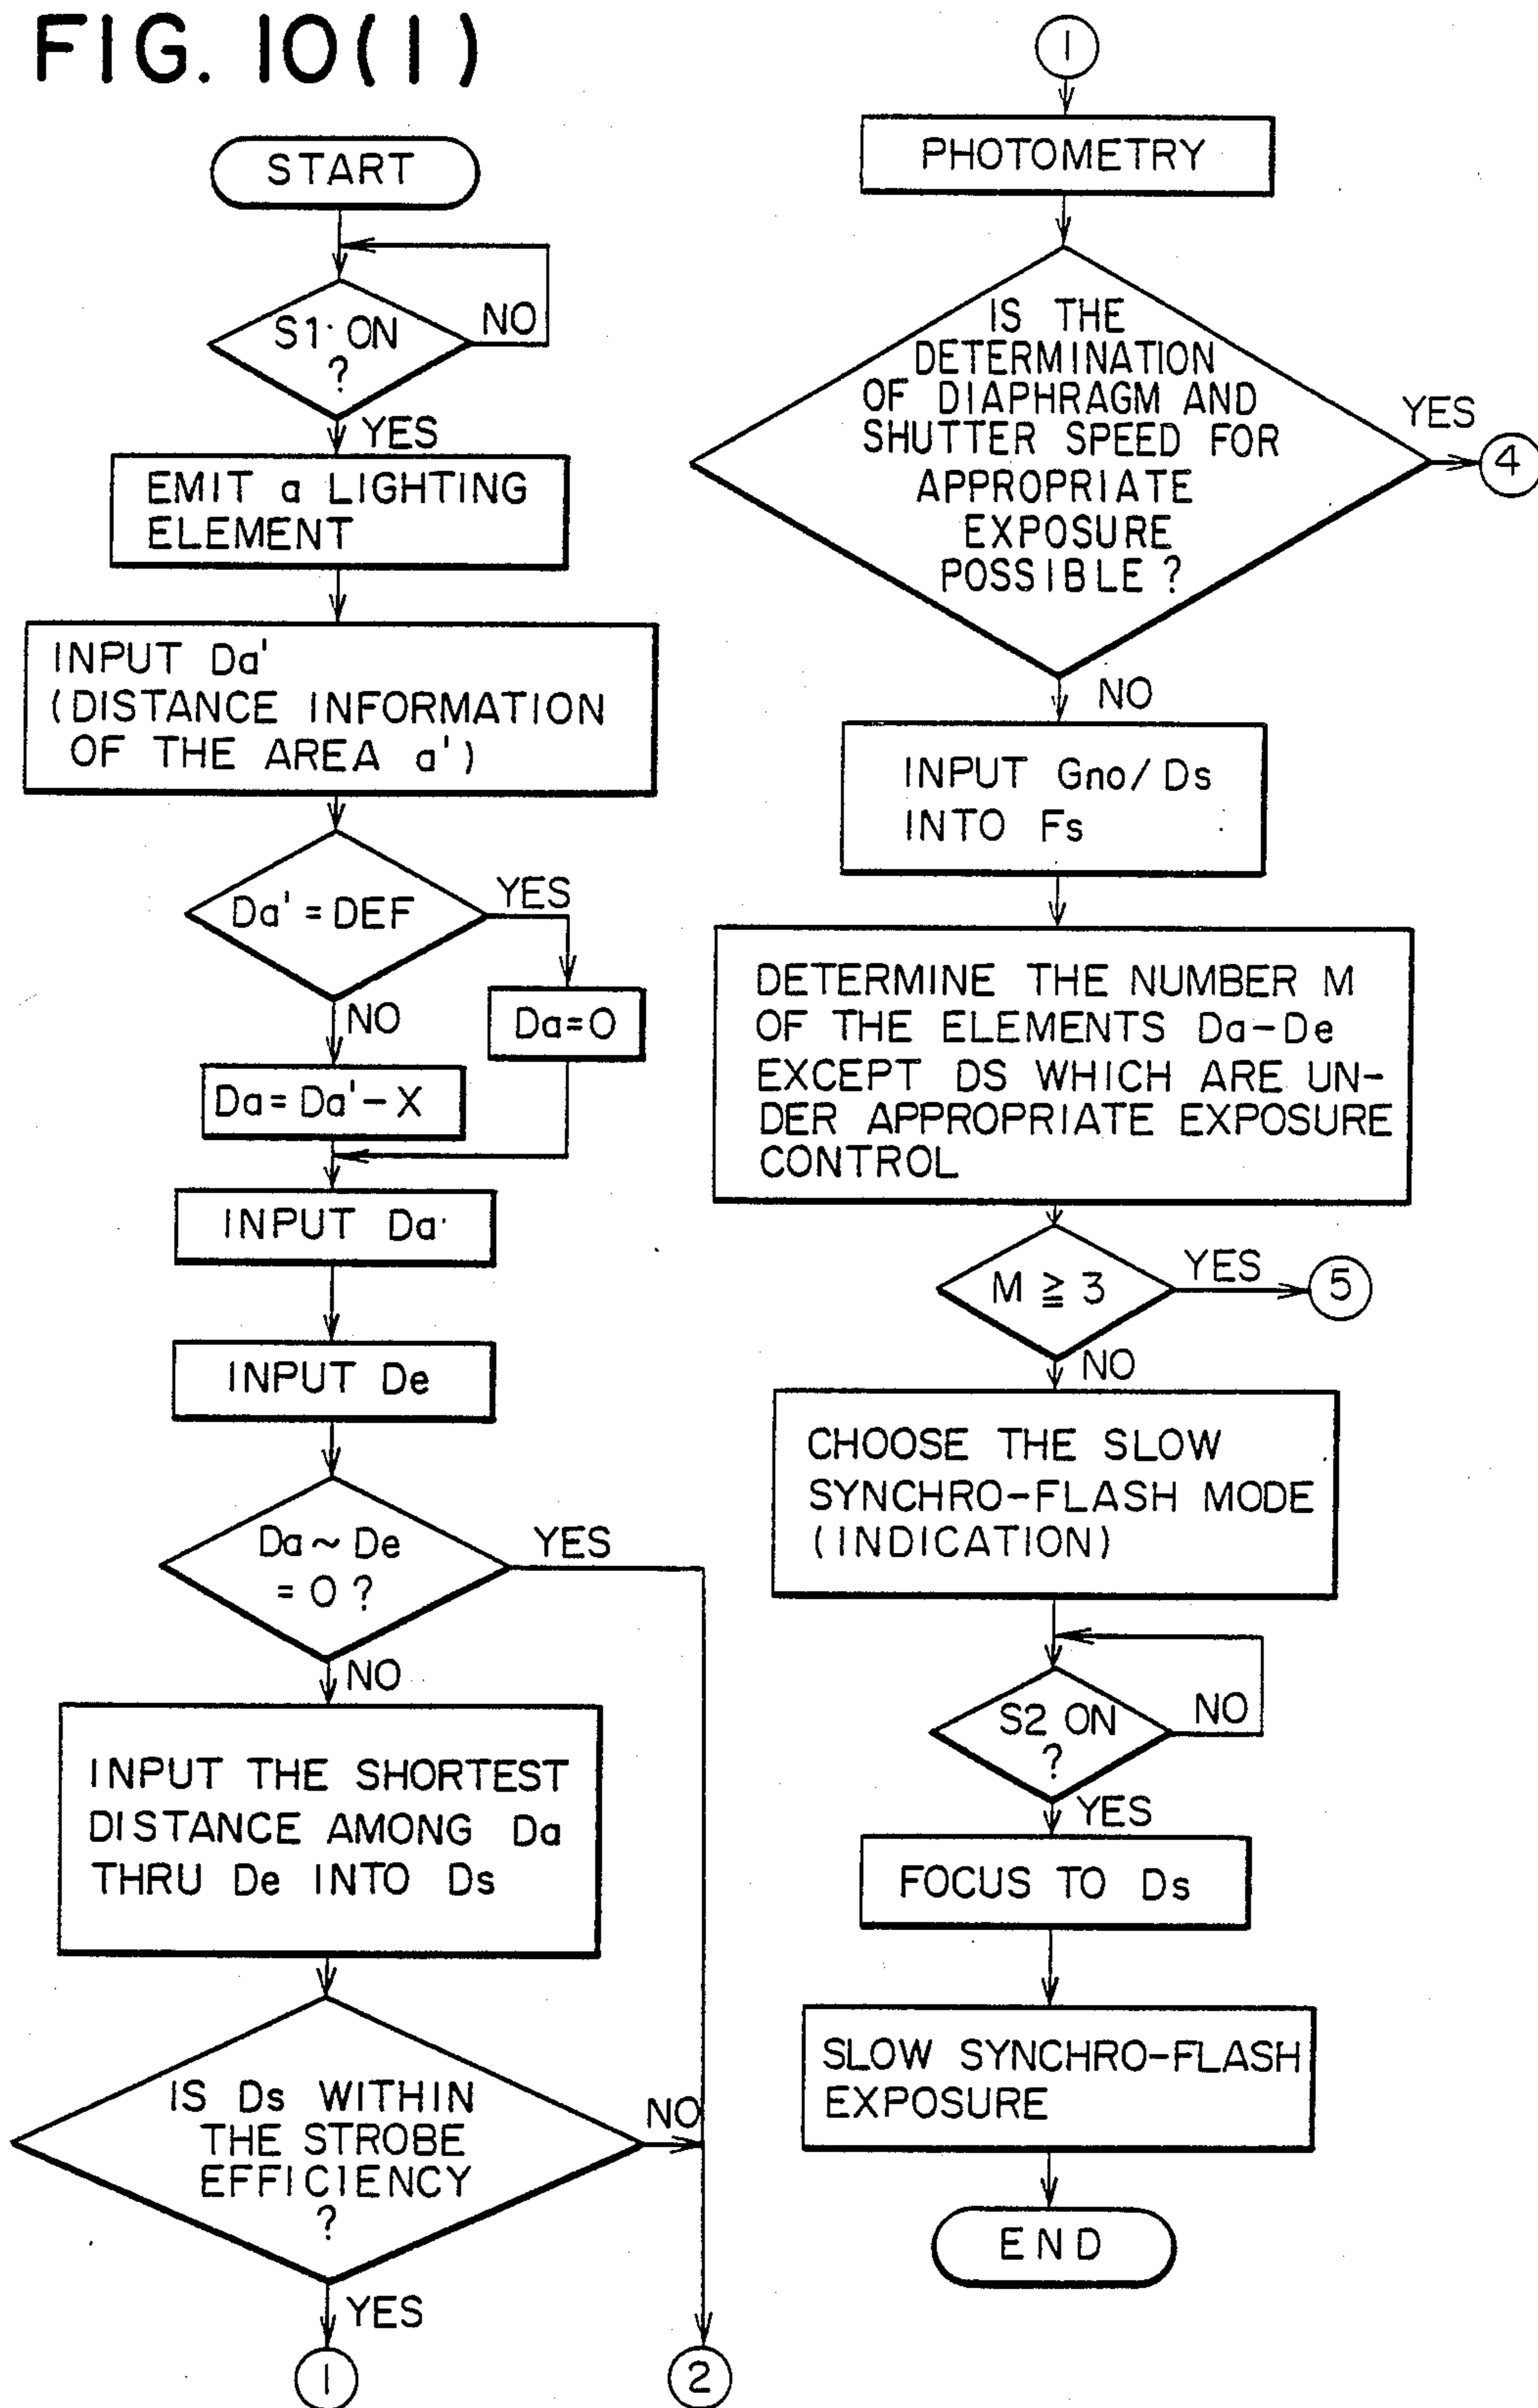 FIG. 10(1)
START
S1 ON
?
NO
YES
EMIT a LIGHTING
ELEMENT
INPUT Da'
(DISTANCE INFORMATION
OF THE AREA a')
Da' = DEF
YES
NO
Da=0
Da=Da'-X
INPUT Da
INPUT De
Da ~ De
= 0 ?
YES
NO
INPUT THE SHORTEST
DISTANCE AMONG Da
THRU De INTO Ds
IS Ds WITHIN
THE STROBE
EFFICIENCY
?
NO
YES
1
2
1
PHOTOMETRY
IS THE
DETERMINATION
OF DIAPHRAGM AND
SHUTTER SPEED FOR
APPROPRIATE
EXPOSURE
POSSIBLE ?
YES
4
NO
INPUT Gno/Ds
INTO Fs
DETERMINE THE NUMBER M
OF THE ELEMENTS Da-De
EXCEPT DS WHICH ARE UN-
DER APPROPRIATE EXPOSURE
CONTROL
M ≧ 3
YES
5
NO
CHOOSE THE SLOW
SYNCHRO-FLASH MODE
(INDICATION)
S2 ON
?
NO
YES
FOCUS TO Ds
SLOW SYNCHRO-FLASH
EXPOSURE
END